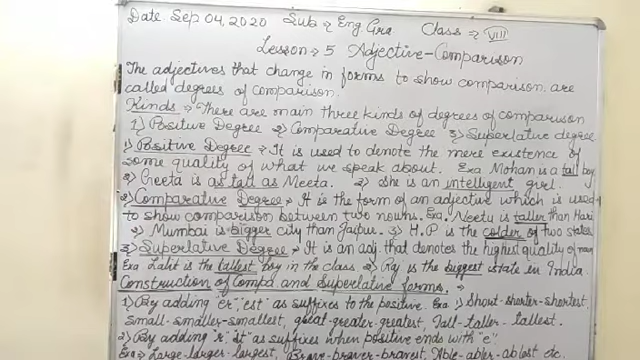 Date Sep 04, 2020 Sub:- Eng. Gra. Class:- VIII
Lesson:- 5 Adjective-Comparison
The adjectives that change in forms to show comparison are
called degrees of comparison.
Kinds:- There are main three kinds of degrees of comparison
1) Positive Degree 2) Comparative Degree 3) Superlative degree
1) Positive Degree:- It is used to denote the mere existence of
some quality of what we speak about. Exa Mohan is a tall boy
2) Geeta is as tall as Meeta. 3) She is an intelligent girl.
2) Comparative Degree:- It is the form of an adjective which is used
to show comparison between two nouns. Exa. Neetu is taller than Hari
2) Mumbai is bigger city than Jaipur. 3) H.P is the colder of two states
3) Superlative Degree:- It is an adj. that denotes the highest quality of
Exa Lalit is the tallest boy in the class 2) Raj is the biggest state in India.
Construction of Compa. and Superlative forms.:-
1) By adding "er", "est" as suffixes to the positive. Exa :- Short-shorter-shortest,
small-smaller-smallest, great-greater-greatest, Tall-taller-tallest.
2) By adding "r", "st" as suffixes when positive ends with "e".
Exa:- Large-larger-largest, Brave-braver-bravest, Able-abler-ablest etc.